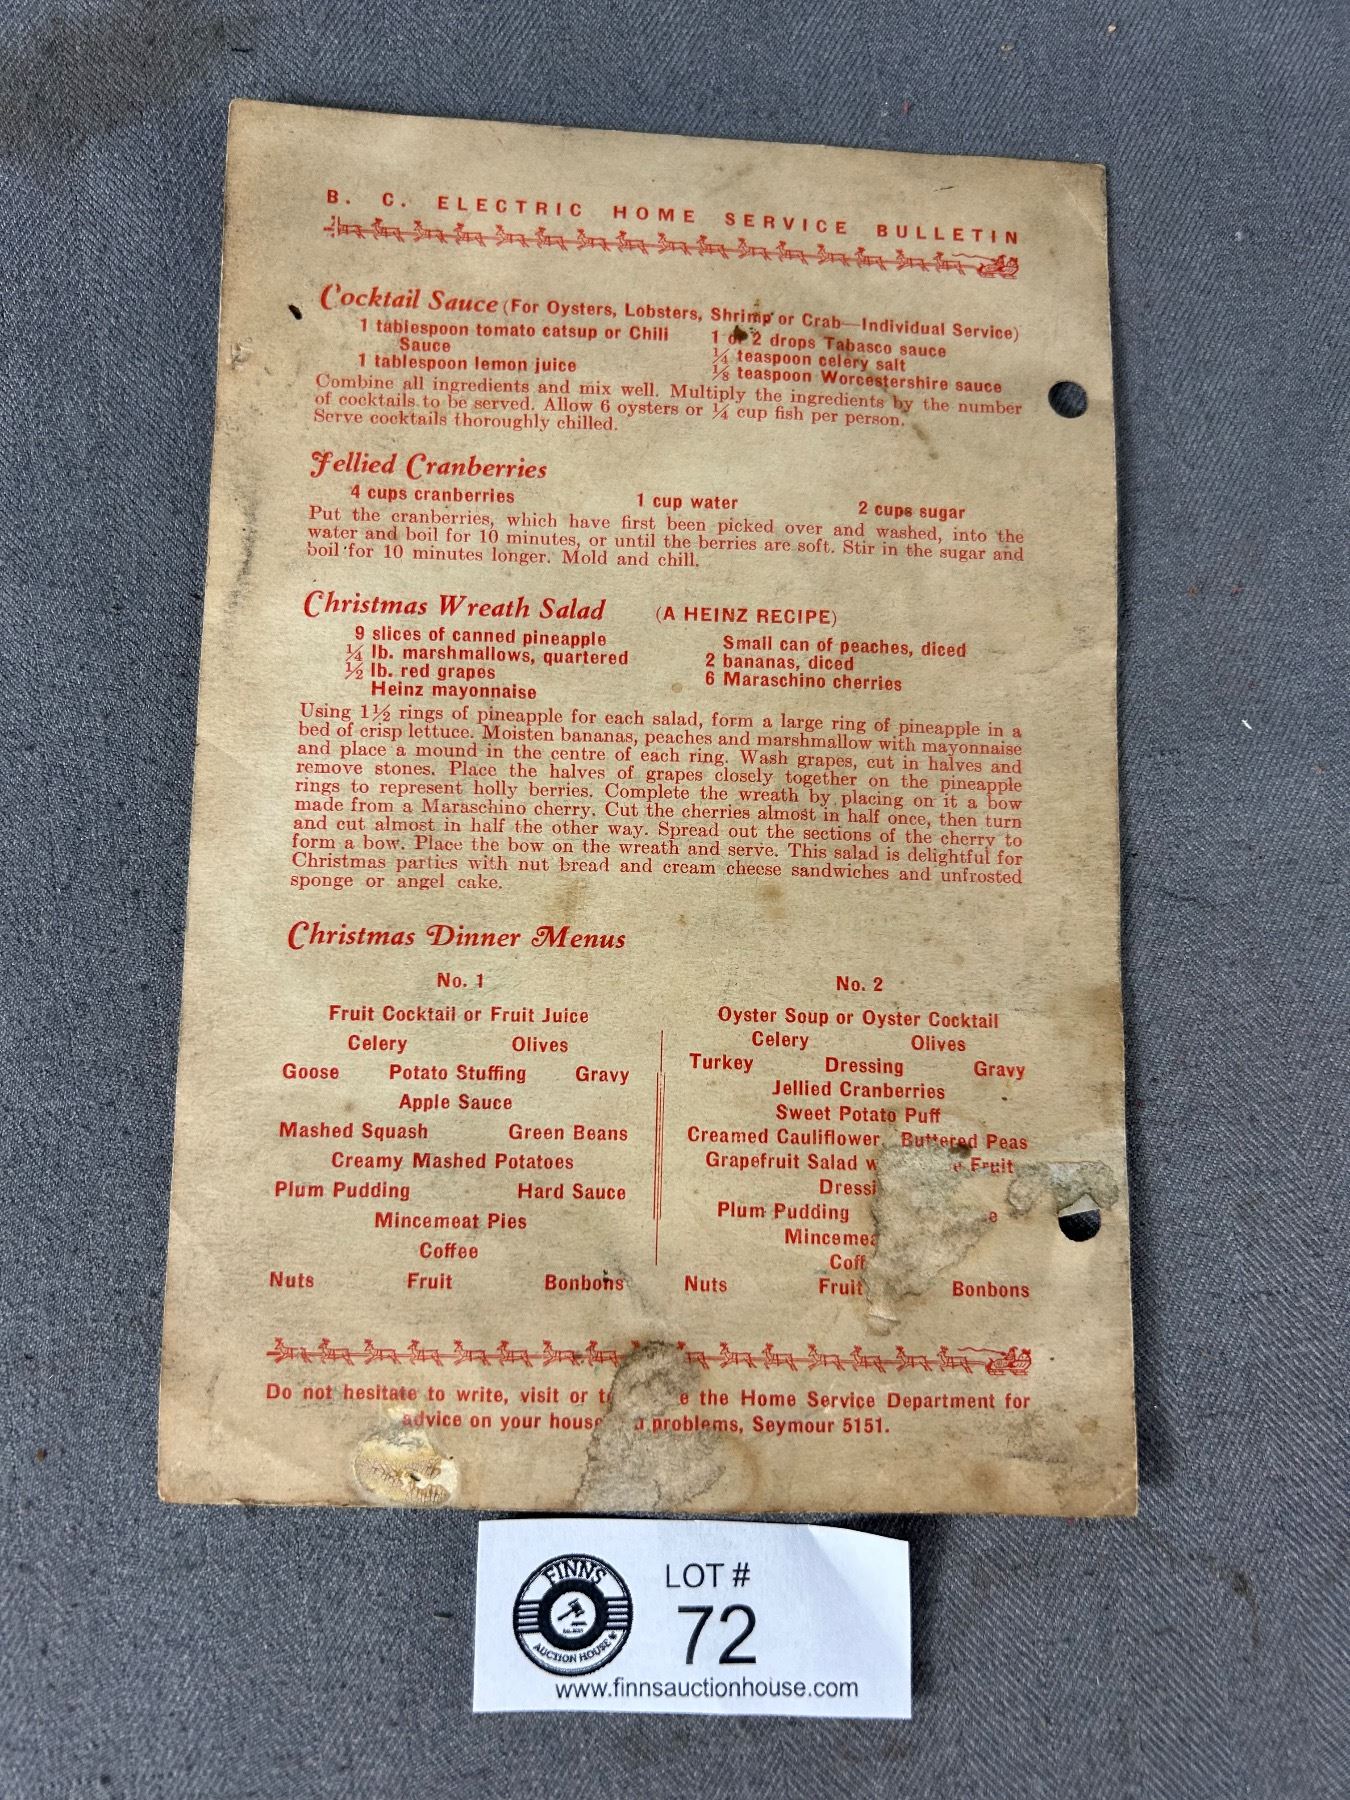 B. C. ELECTRIC HOME SERVICE BULLETIN
Cocktail Sauce (For Oysters, Lobsters, Shrimp or Crab—Individual Service)
1 tablespoon tomato catsup or Chili
Sauce
1 tablespoon lemon juice
1 or 2 drops Tabasco sauce
¼ teaspoon celery salt
⅛ teaspoon Worcestershire sauce
Combine all ingredients and mix well. Multiply the ingredients by the number
of cocktails to be served. Allow 6 oysters or ¼ cup fish per person.
Serve cocktails thoroughly chilled.
Jellied Cranberries
4 cups cranberries 1 cup water 2 cups sugar
Put the cranberries, which have first been picked over and washed, into the
water and boil for 10 minutes, or until the berries are soft. Stir in the sugar and
boil for 10 minutes longer. Mold and chill.
Christmas Wreath Salad (A HEINZ RECIPE)
9 slices of canned pineapple
¼ lb. marshmallows, quartered
½ lb. red grapes
Heinz mayonnaise
Small can of peaches, diced
2 bananas, diced
6 Maraschino cherries
Using 1½ rings of pineapple for each salad, form a large ring of pineapple in a
bed of crisp lettuce. Moisten bananas, peaches and marshmallow with mayonnaise
and place a mound in the centre of each ring. Wash grapes, cut in halves and
remove stones. Place the halves of grapes closely together on the pineapple
rings to represent holly berries. Complete the wreath by placing on it a bow
made from a Maraschino cherry. Cut the cherries almost in half once, then turn
and cut almost in half the other way. Spread out the sections of the cherry to
form a bow. Place the bow on the wreath and serve. This salad is delightful for
Christmas parties with nut bread and cream cheese sandwiches and unfrosted
sponge or angel cake.
Christmas Dinner Menus
No. 1
Fruit Cocktail or Fruit Juice
Celery Olives
Goose Potato Stuffing Gravy
Apple Sauce
Mashed Squash Green Beans
Creamy Mashed Potatoes
Plum Pudding Hard Sauce
Mincemeat Pies
Coffee
Nuts Fruit Bonbons
No. 2
Oyster Soup or Oyster Cocktail
Celery Olives
Turkey Dressing Gravy
Jellied Cranberries
Sweet Potato Puff
Creamed Cauliflower Buttered Peas
Grapefruit Salad Fruit
Plum Pudding
Nuts Fruit Bonbons
Do not hesitate to write, visit or the Home Service Department for
advice on your problems, Seymour 5151.
FINNS
AUCTION HOUSE
LOT #
72
www.finnsauctionhouse.com